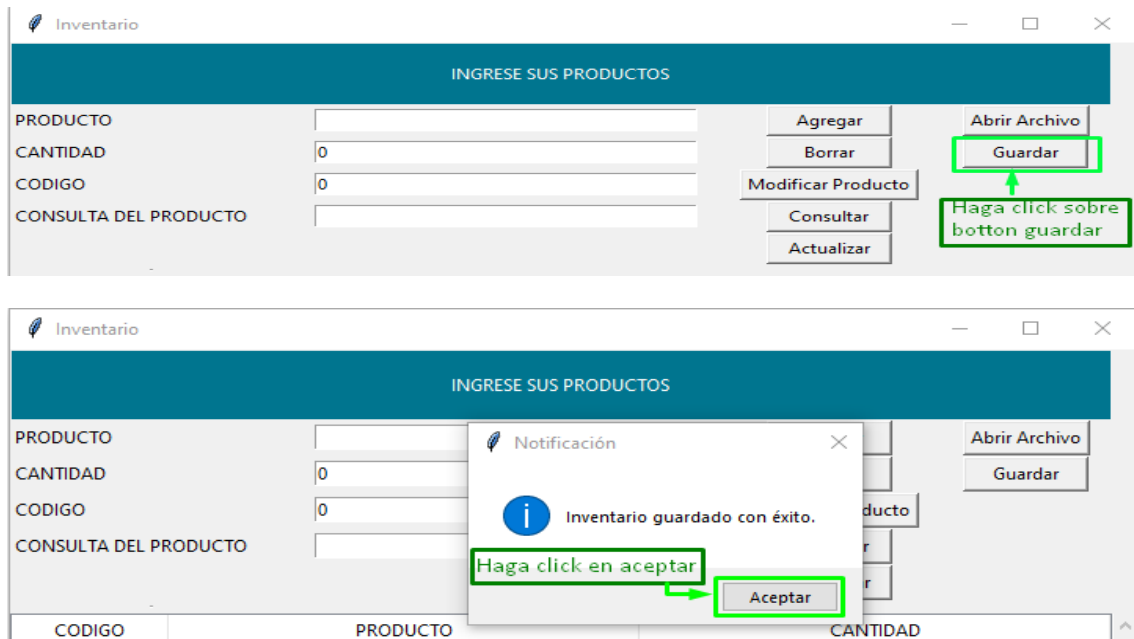 Inventario
INGRESE SUS PRODUCTOS
PRODUCTO
Agregar
Abrir Archivo
CANTIDAD
0
Borrar
Guardar
CODIGO
0
Modificar Producto
Haga click sobre
botton guardar
CONSULTA DEL PRODUCTO
Consultar
Actualizar
Inventario
INGRESE SUS PRODUCTOS
PRODUCTO
Abrir Archivo
CANTIDAD
0
Guardar
CODIGO
0
ducto
CONSULTA DEL PRODUCTO
r
r
Notificación
i
Inventario guardado con éxito.
Haga click en aceptar
Aceptar
CODIGO
PRODUCTO
CANTIDAD